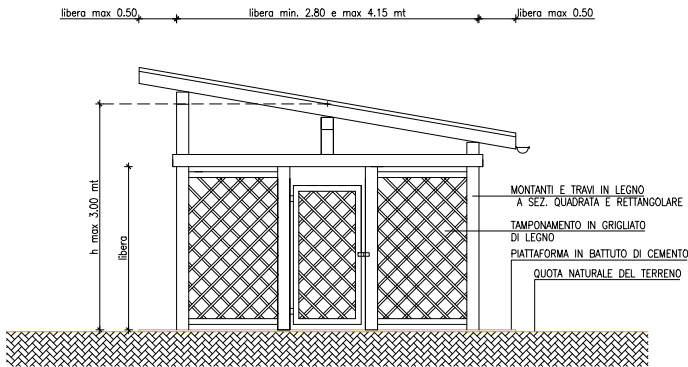 libera max 0.50
libera min. 2.80 e max 4.15 mt
libera max 0.50
h max 3.00 mt
libera
MONTANTI E TRAVI IN LEGNO
A SEZ. QUADRATA E RETTANGOLARE
TAMPONAMENTO IN GRIGLIATO
DI LEGNO
PIATTAFORMA IN BATTUTO DI CEMENTO
QUOTA NATURALE DEL TERRENO